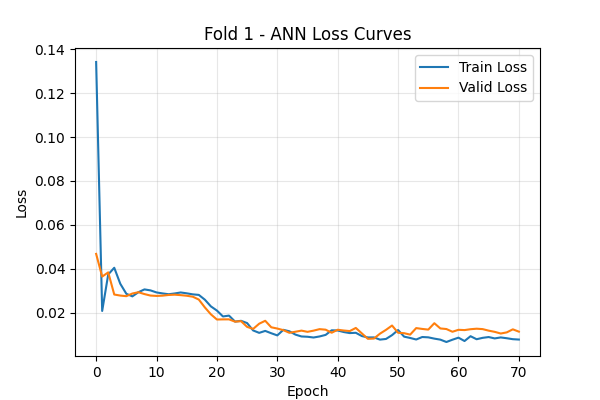 Fold 1 - ANN Loss Curves
Train Loss
Valid Loss
0.14
0.12
0.10
0.08
0.06
0.04
0.02
Loss
0 10 20 30 40 50 60 70
Epoch